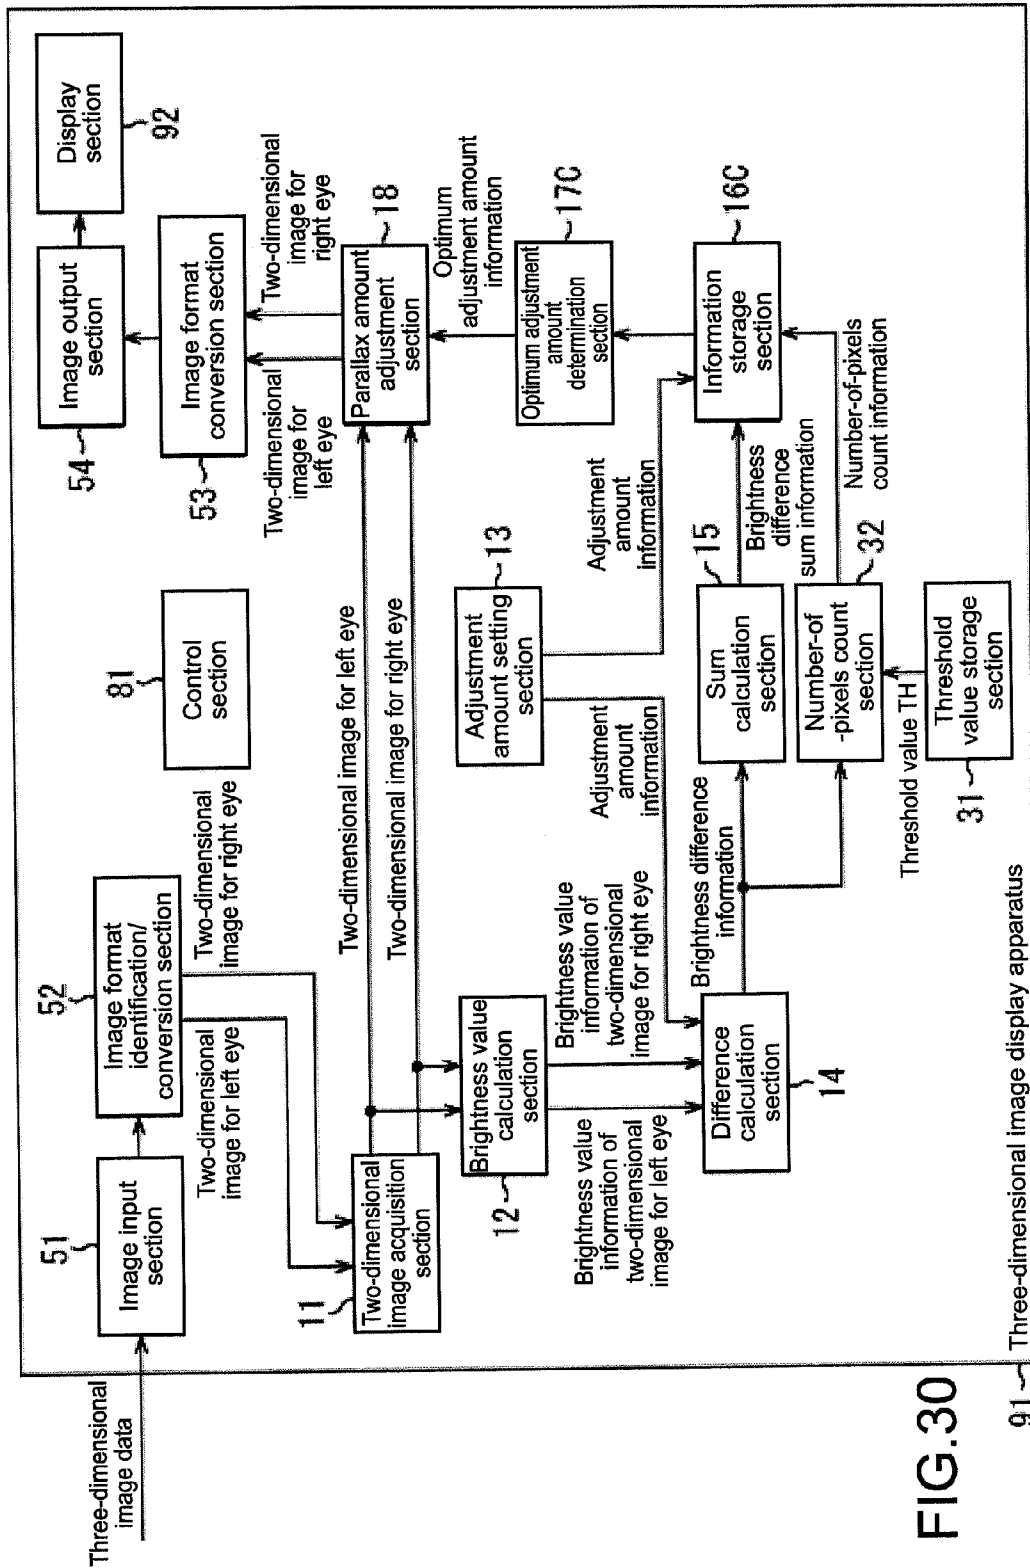 Three-dimensional
image data
51
Image input
section
52
Image format
identification/
conversion section
Two-dimensional
image for left eye
Two-dimensional
image for right eye
81
Control
section
54
Image output
section
Display
section
92
53
Image format
conversion section
Two-dimensional
image for
left eye
Two-dimensional
image for
right eye
11
Two-dimensional
image acquisition
section
Two-dimensional image for left eye
Two-dimensional image for right eye
Parallax amount
adjustment
section
18
Optimum
adjustment amount
information
12
Brightness value
calculation
section
Adjustment
amount setting
section
13
Optimum adjustment
amount
determination
section
17C
Brightness value
information of
two-dimensional
image for left eye
Brightness value
information of
two-dimensional
image for right eye
Adjustment
amount
information
Adjustment
amount
information
Difference
calculation
section
14
Brightness difference
information
Sum
calculation
section
15
Brightness
difference
sum information
Information
storage
section
16C
Number-of
-pixels count
section
32
Number-of-pixels
count information
Threshold value TH
Threshold
value storage
section
31
FIG.30
91
Three-dimensional image display apparatus